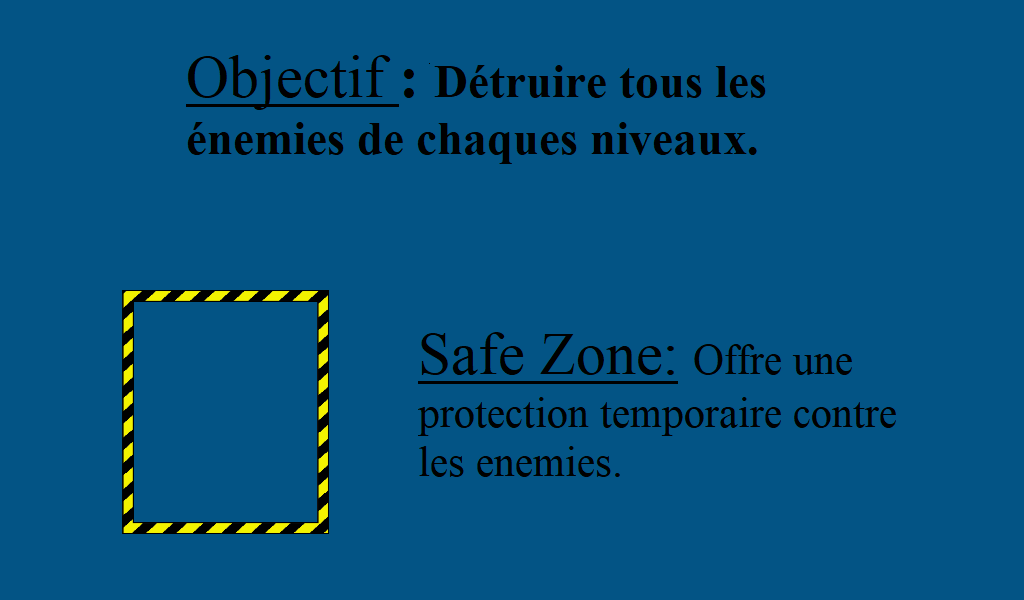 Objectif : Détruire tous les
énemies de chaques niveaux.
Safe Zone: Offre une
protection temporaire contre
les enemies.